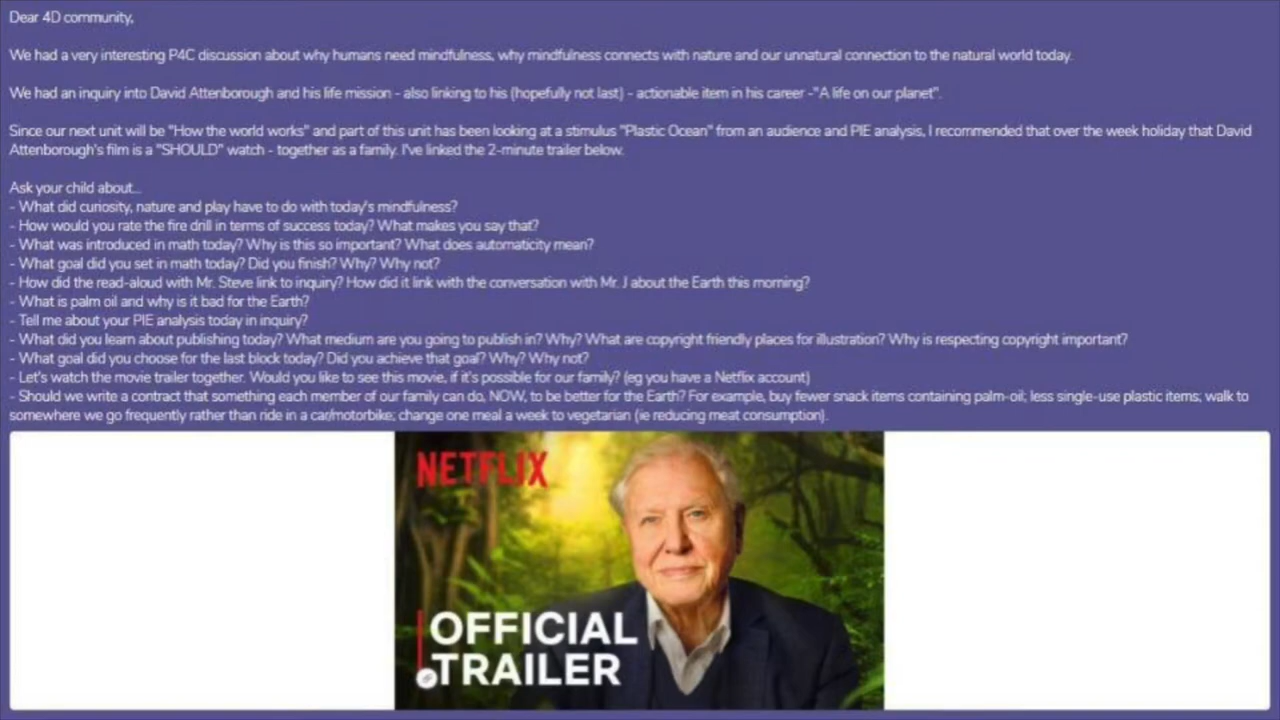 Dear 4D community,
We had a very interesting P4C discussion about why humans need mindfulness, why mindfulness connects with nature and our unnatural connection to the natural world today.
We had an inquiry into David Attenborough and his life mission - also linking to his (hopefully not last) - actionable item in his career -"A life on our planet".
Since our next unit will be "How the world works" and part of this unit has been looking at a stimulus "Plastic Ocean" from an audience and PIE analysis, I recommended that over the week holiday that David
Attenborough's film is a "SHOULD" watch - together as a family. I've linked the 2-minute trailer below.
Ask your child about...
- What did curiosity, nature and play have to do with today's mindfulness?
- How would you rate the fire drill in terms of success today? What makes you say that?
- What was introduced in math today? Why is this so important? What does automaticity mean?
- What goal did you set in math today? Did you finish? Why? Why not?
- How did the read-aloud with Mr. Steve link to inquiry? How did it link with the conversation with Mr. J about the Earth this morning?
- What is palm oil and why is it bad for the Earth?
- Tell me about your PIE analysis today in inquiry?
- What did you learn about publishing today? What medium are you going to publish in? Why? What are copyright friendly places for illustration? Why is respecting copyright important?
- What goal did you choose for the last block today? Did you achieve that goal? Why? Why not?
- Let's watch the movie trailer together. Would you like to see this movie, if it's possible for our family? (eg you have a Netflix account)
- Should we write a contract that something each member of our family can do, NOW, to be better for the Earth? For example, buy fewer snack items containing palm-oil; less single-use plastic items; walk to
somewhere we go frequently rather than ride in a car/motorbike; change one meal a week to vegetarian (ie reducing meat consumption).
NETFLIX
OFFICIAL
TRAILER